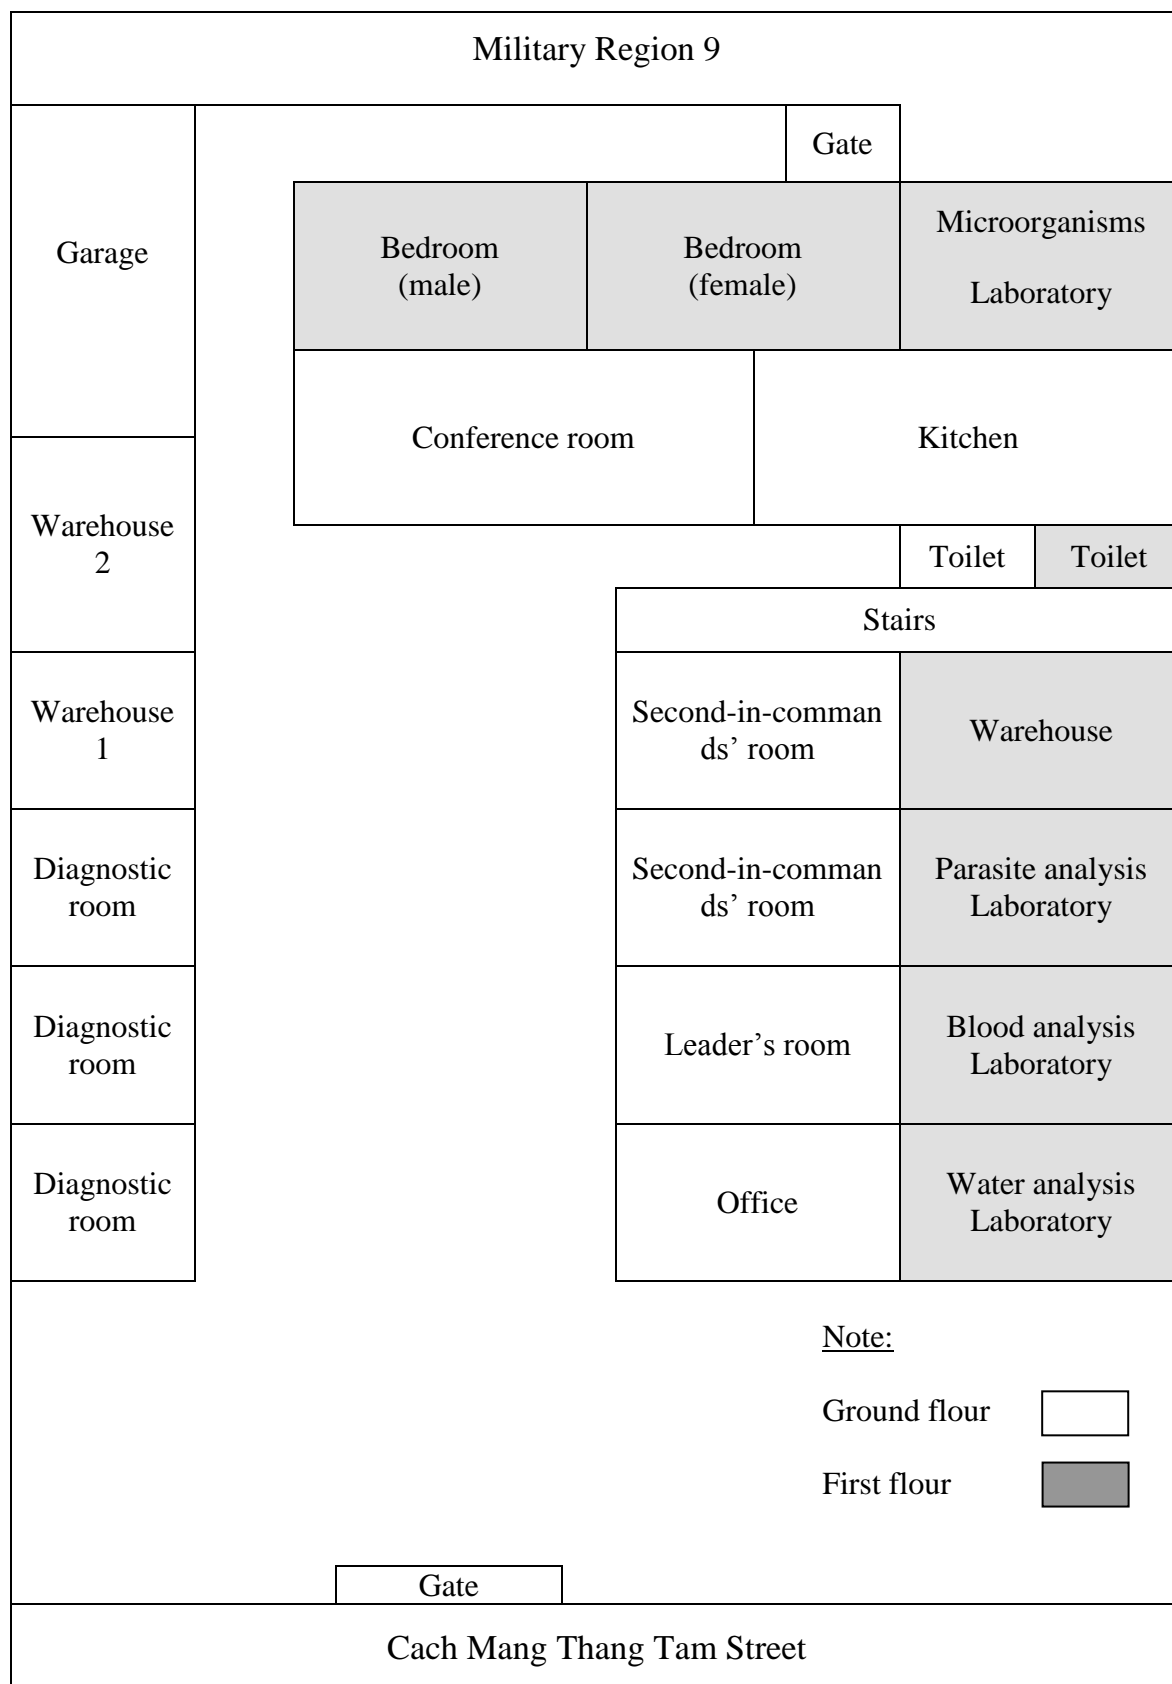 Military Region 9
Gate
Garage
Bedroom
(male)
Bedroom
(female)
Microorganisms
Laboratory
Conference room
Kitchen
Warehouse
2
Toilet
Toilet
Stairs
Warehouse
1
Second-in-comman
ds’ room
Warehouse
Diagnostic
room
Second-in-comman
ds’ room
Parasite analysis
Laboratory
Diagnostic
room
Leader’s room
Blood analysis
Laboratory
Diagnostic
room
Office
Water analysis
Laboratory
Note:
Ground flour
First flour
Gate
Cach Mang Thang Tam Street